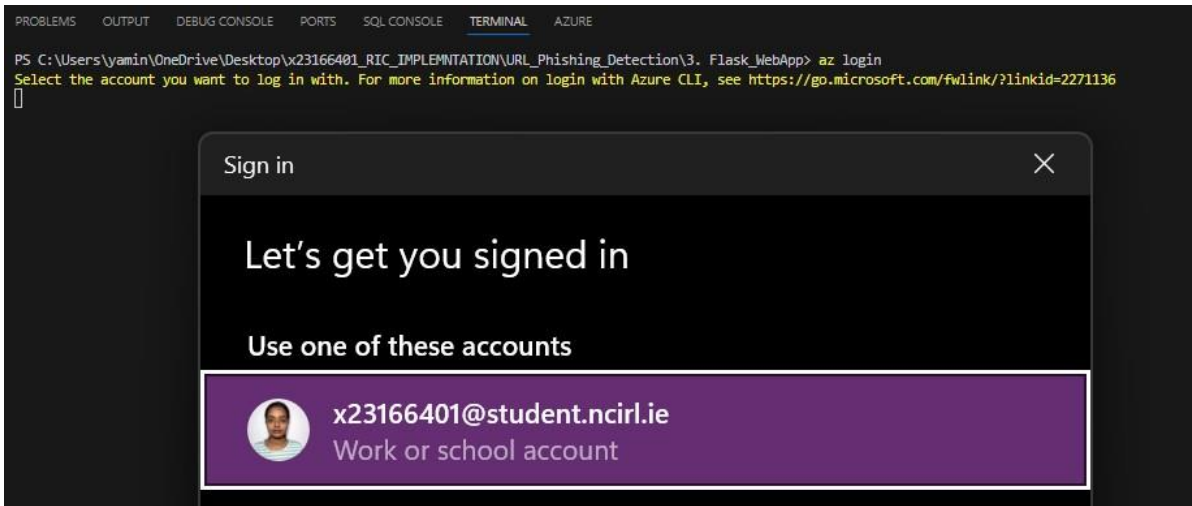 PROBLEMS OUTPUT DEBUG CONSOLE PORTS SQL CONSOLE TERMINAL AZURE
PS C:\Users\yamin\OneDrive\Desktop\x23166401_RIC_IMPLEMNTATION\URL_Phishing_Detection\3. Flask_WebApp> az login
Select the account you want to log in with. For more information on login with Azure CLI, see https://go.microsoft.com/fwlink/?linkid=2271136
Sign in
Let's get you signed in
Use one of these accounts
x23166401@student.ncirl.ie
Work or school account